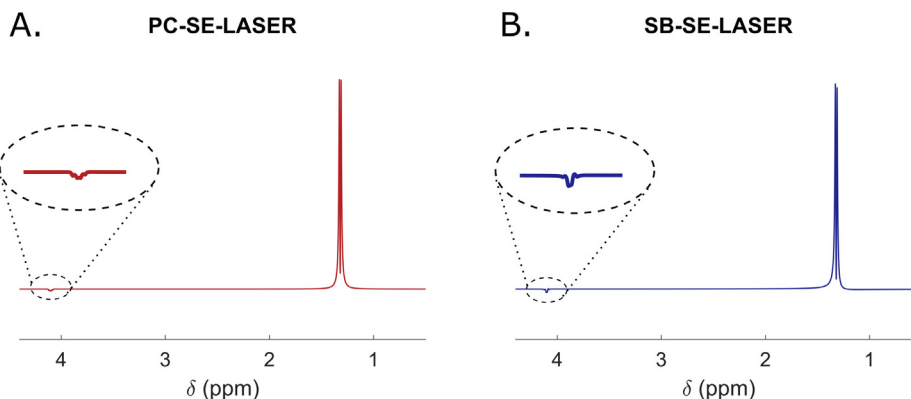 A. PC-SE-LASER
B. SB-SE-LASER
4 3 2 1
δ (ppm)
4 3 2 1
δ (ppm)